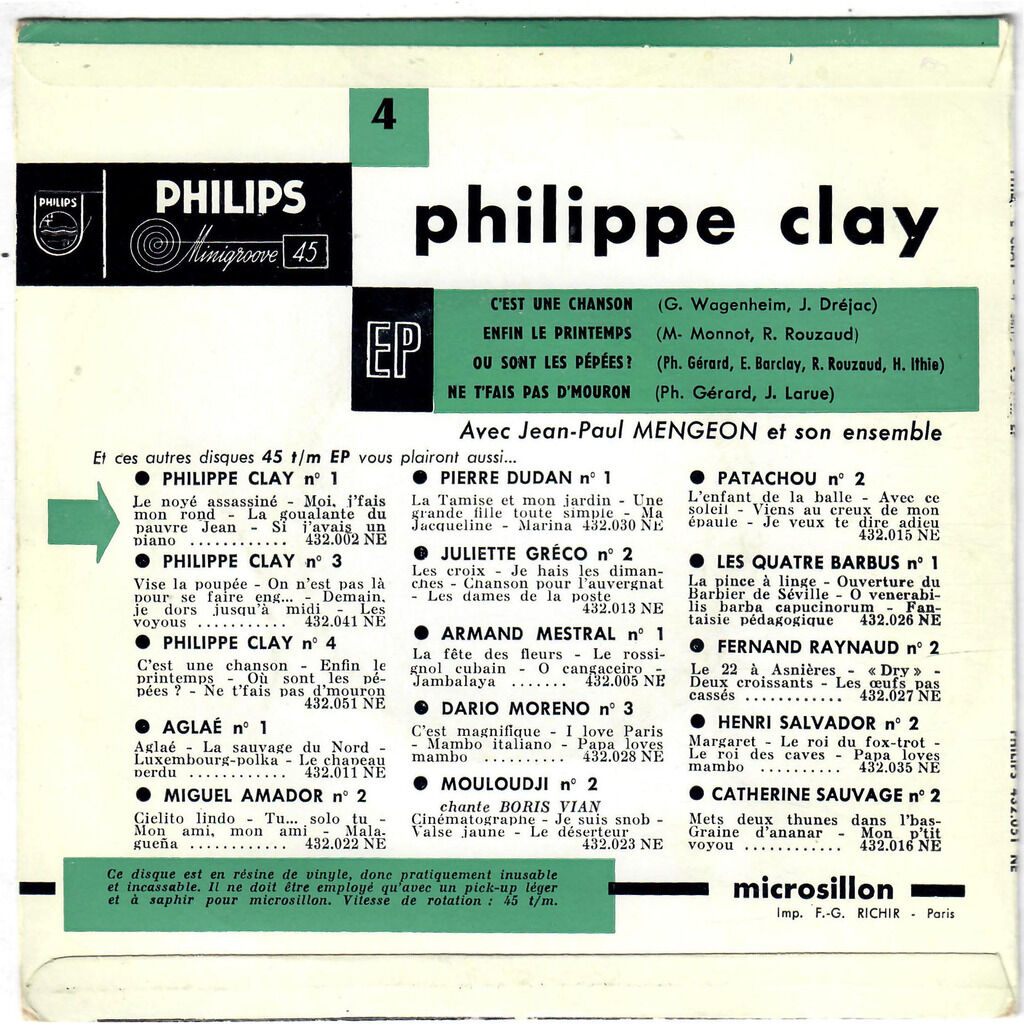 4
PHILIPS
PHILIPS
Minigroove 45
philippe clay
EP
C'EST UNE CHANSON (G. Wagenheim, J. Dréjac)
ENFIN LE PRINTEMPS (M- Monnot, R. Rouzaud)
OU SONT LES PÉPÉES? (Ph. Gérard, E. Barclay, R. Rouzaud, H. Ithie)
NE T'FAIS PAS D'MOURON (Ph. Gérard, J. Larue)
Avec Jean-Paul MENGEON et son ensemble
Et ces autres disques 45 t/m EP vous plairont aussi...
● PHILIPPE CLAY n° 1
Le noyé assassiné - Moi, j'fais
mon rond - La goualante du
pauvre Jean - Si j'avais un
piano ............ 432.002 NE
● PHILIPPE CLAY n° 3
Vise la poupée - On n'est pas là
pour se faire eng... - Demain,
je dors jusqu'à midi - Les
voyous ........... 432.041 NE
● PHILIPPE CLAY n° 4
C'est une chanson - Enfin le
printemps - Où sont les pé-
pées ? - Ne t'fais pas d'mouron
432.051 NE
● AGLAÉ n° 1
Aglaé - La sauvage du Nord -
Luxembourg-polka - Le chapeau
perdu ............ 432.011 NE
● MIGUEL AMADOR n° 2
Cielito lindo - Tu... solo tu -
Mon ami, mon ami - Mala-
gueña ............ 432.022 NE
● PIERRE DUDAN n° 1
La Tamise et mon jardin - Une
grande fille toute simple - Ma
Jacqueline - Marina 432.030 NE
● JULIETTE GRÉCO n° 2
Les croix - Je hais les diman-
ches - Chanson pour l'auvergnat
- Les dames de la poste
432.013 NE
● ARMAND MESTRAL n° 1
La fête des fleurs - Le rossi-
gnol cubain - O cangaceiro -
Jambalaya ....... 432.005 NE
● DARIO MORENO n° 3
C'est magnifique - I love Paris
- Mambo italiano - Papa loves
mambo .......... 432.028 NE
● MOULOUDJI n° 2
chante BORIS VIAN
Cinématographe - Je suis snob -
Valse jaune - Le déserteur
432.023 NE
● PATACHOU n° 2
L'enfant de la balle - Avec ce
soleil - Viens au creux de mon
épaule - Je veux te dire adieu
432.015 NE
● LES QUATRE BARBUS n° 1
La pince à linge - Ouverture du
Barbier de Séville - O venerabi-
lis barba capucinorum - Fan-
taisie pédagogique 432.026 NE
● FERNAND RAYNAUD n° 2
Le 22 à Asnières - «Dry» -
Deux croissants - Les œufs pas
cassés ............ 432.027 NE
● HENRI SALVADOR n° 2
Margaret - Le roi du fox-trot -
Le roi des caves - Papa loves
mambo .......... 432.035 NE
● CATHERINE SAUVAGE n° 2
Mets deux thunes dans l'bas-
Graine d'ananar - Mon p'tit
voyou ............ 432.016 NE
Ce disque est en résine de vinyle, donc pratiquement inusable
et incassable. Il ne doit être employé qu'avec un pick-up léger
et à saphir pour microsillon. Vitesse de rotation : 45 t/m.
microsillon
Imp. F.-G. RICHIR - Paris